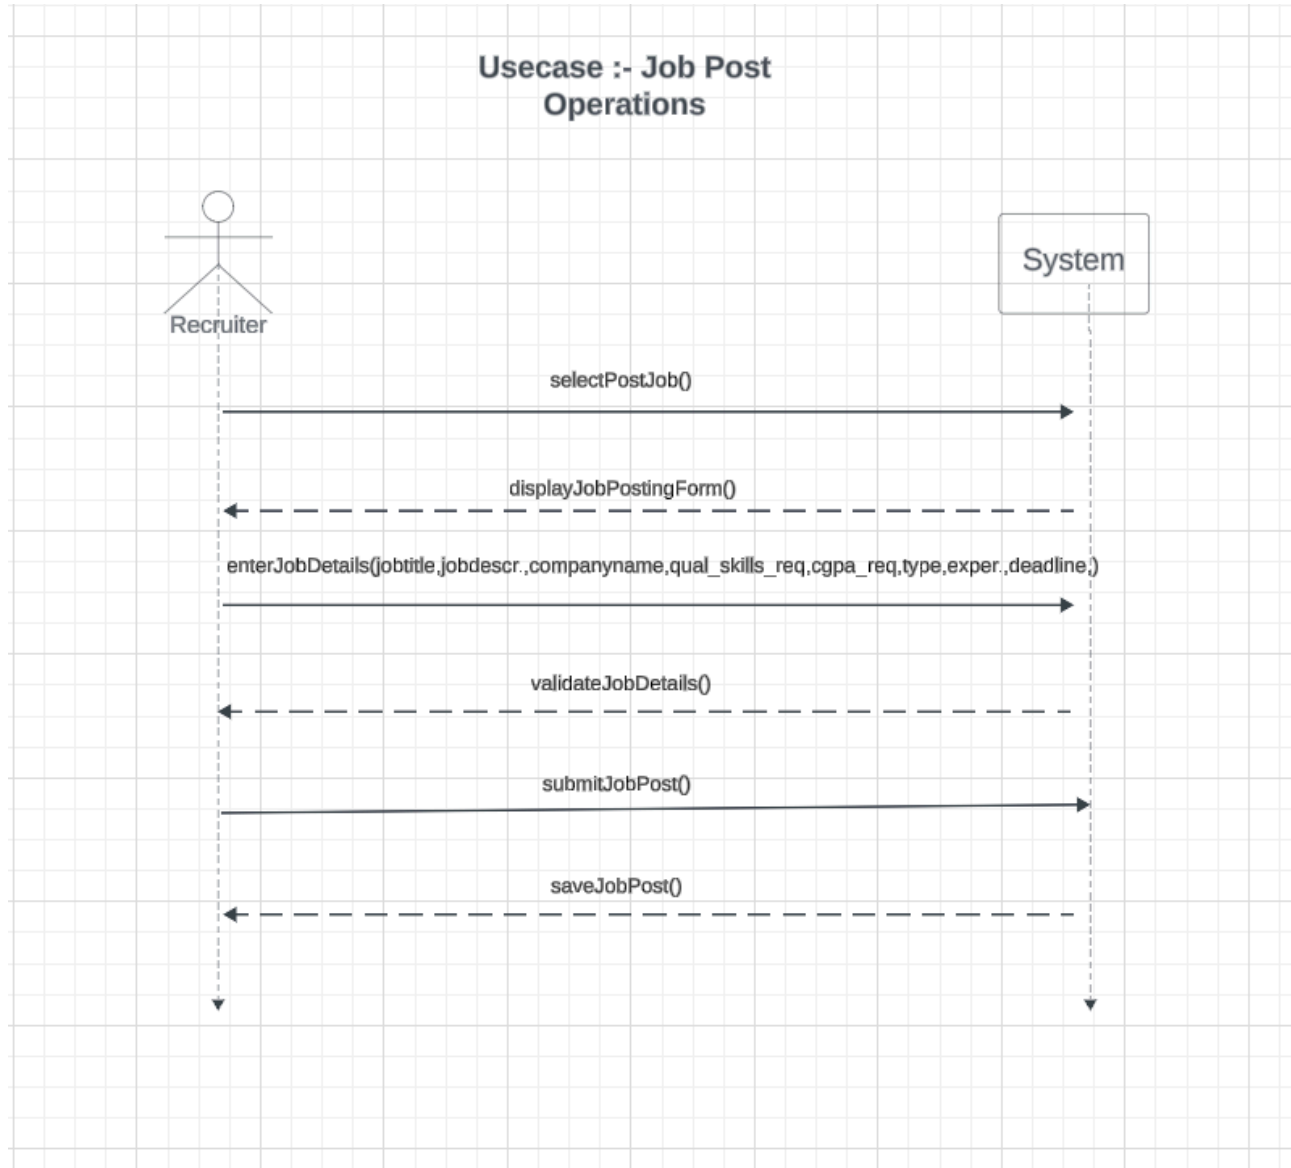 Usecase :- Job Post
Operations
Recruiter
System
selectPostJob()
displayJobPostingForm()
enterJobDetails(jobtitle,jobdescr.,companyname,qual_skills_req,cgpa_req,type,exper.,deadline,)
validateJobDetails()
submitJobPost()
saveJobPost()